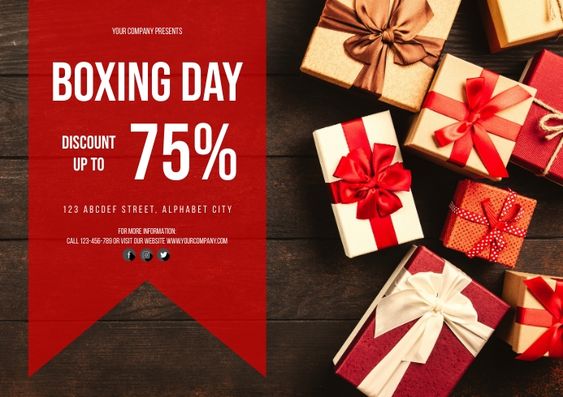 YOUR COMPANY PRESENTS
BOXING DAY
DISCOUNT
UP TO
75%
123 ABCDEF STREET, ALPHABET CITY
FOR MORE INFORMATION:
CALL 123-456-789 OR VISIT OUR WEBSITE WWW.YOURCOMPANY.COM